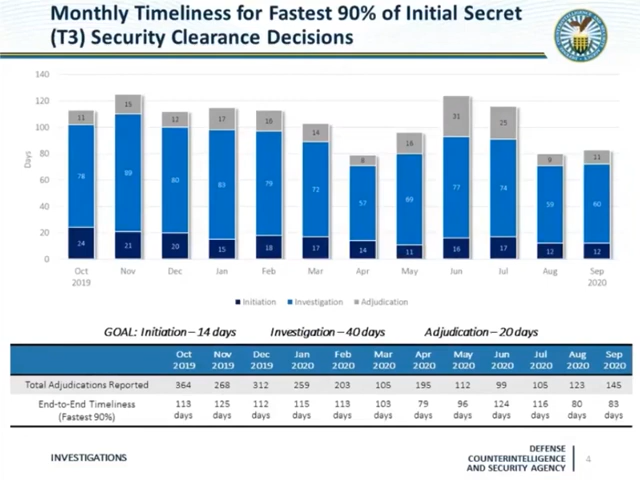 Monthly Timeliness for Fastest 90% of Initial Secret
(T3) Security Clearance Decisions
140
120
100
80
60
40
20
0
Days
11 15 12 17 16 14 8 16 31 25 9 11
78 89 80 83 79 72 57 69 77 74 59 60
24 21 20 15 18 17 14 11 16 17 12 12
Oct Nov Dec Jan Feb Mar Apr May Jun Jul Aug Sep
2019 2020
Initiation Investigation Adjudication
GOAL: Initiation – 14 days Investigation – 40 days Adjudication – 20 days
Oct Nov Dec Jan Feb Mar Apr May Jun Jul Aug Sep
2019 2019 2019 2020 2020 2020 2020 2020 2020 2020 2020 2020
Total Adjudications Reported 364 268 312 259 203 105 195 112 99 105 123 145
End-to-End Timeliness 113 125 112 115 113 103 79 96 124 116 80 83
(Fastest 90%) days days days days days days days days days days days days
INVESTIGATIONS
DEFENSE
COUNTERINTELLIGENCE
AND SECURITY AGENCY
4